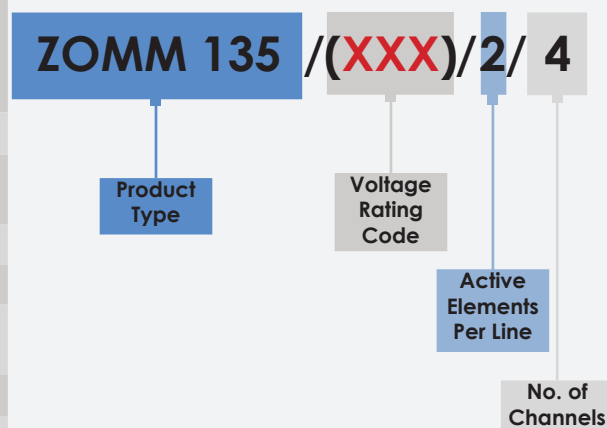 ZOMM 135 /(XXX)/2/ 4
Product
Type
Voltage
Rating
Code
Active
Elements
Per Line
No. of
Channels